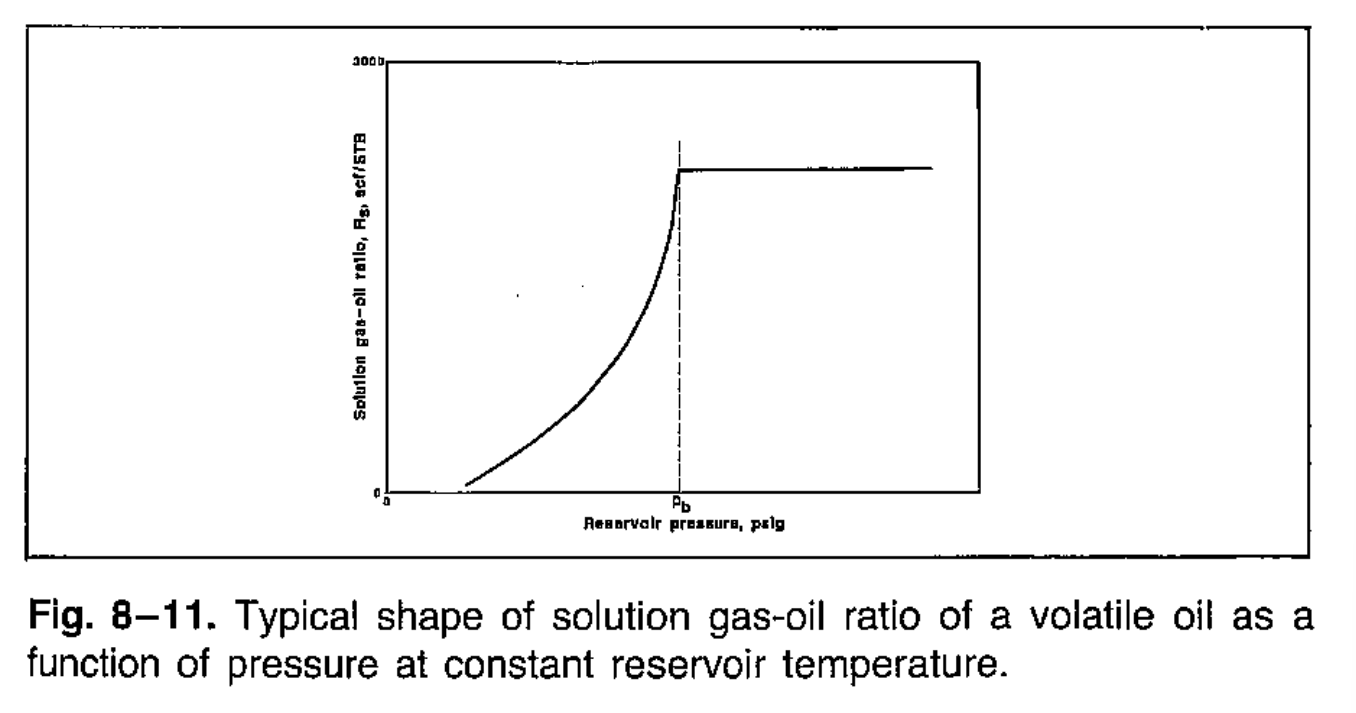 3000
Solution gas-oil ratio, Rs, scf/STB
0
0
Pb
Reservoir pressure, psig
Fig. 8–11. Typical shape of solution gas-oil ratio of a volatile oil as a
function of pressure at constant reservoir temperature.